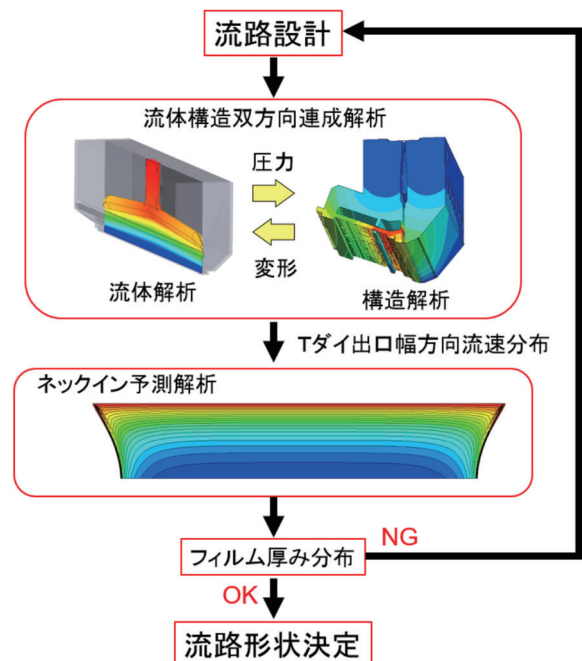 流路設計
流体構造双方向連成解析
圧力
変形
流体解析
構造解析
Tダイ出口幅方向流速分布
ネックイン予測解析
フィルム厚み分布
NG
OK
流路形状決定